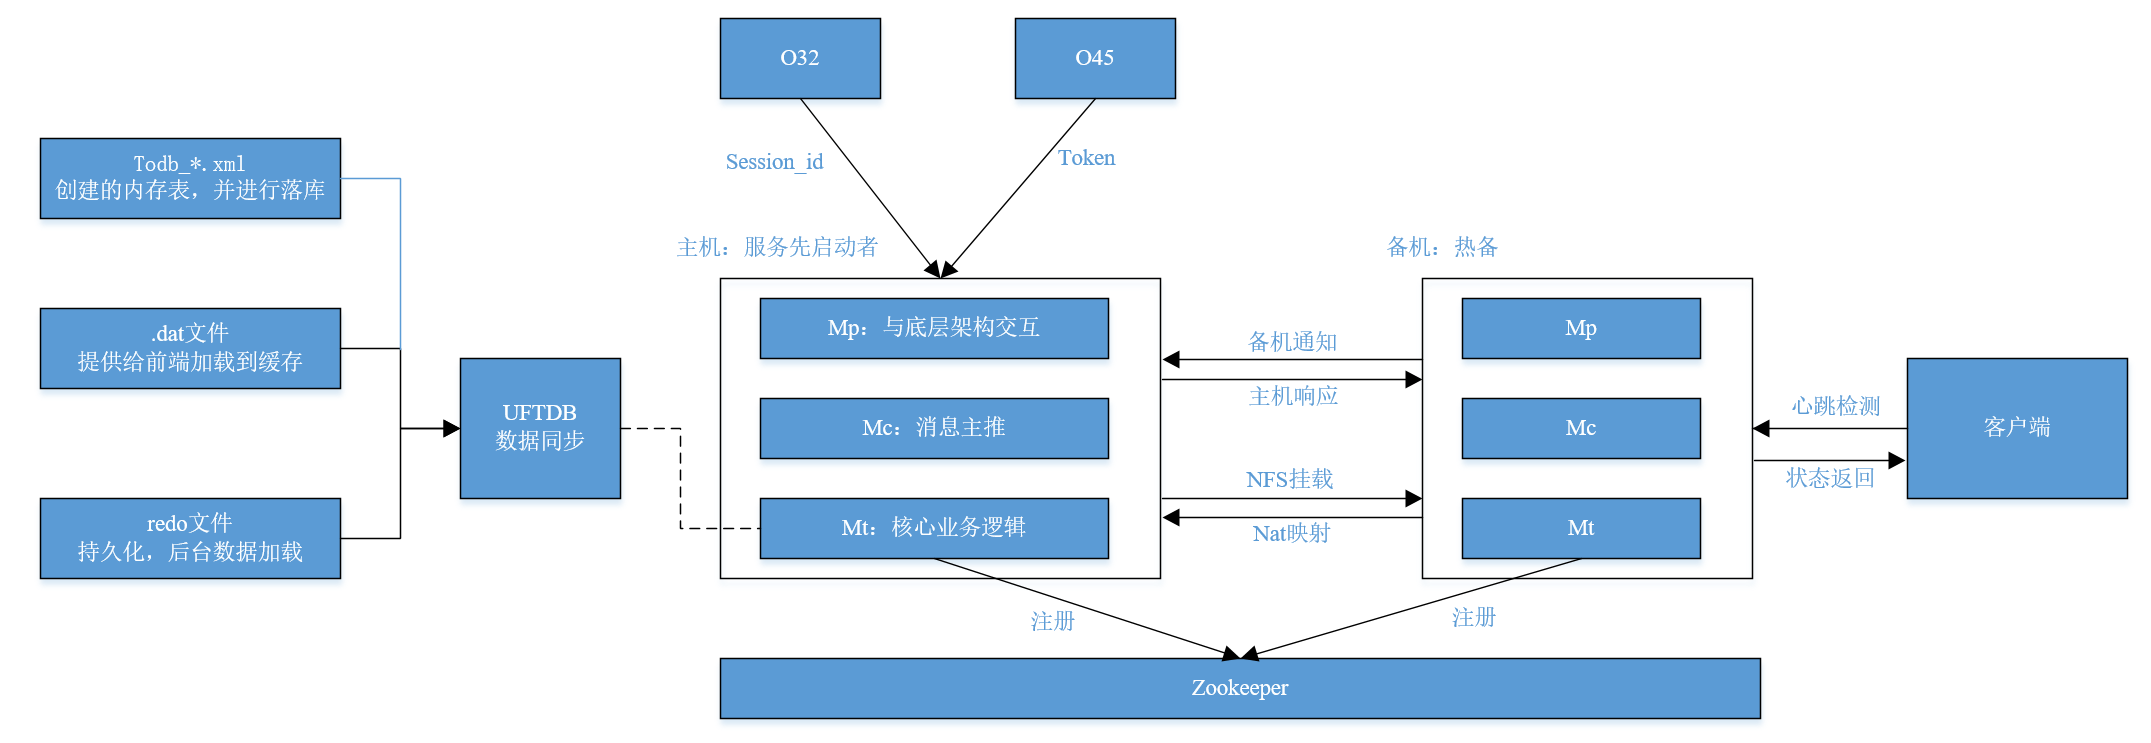 O32
O45
Session_id
Token
Todb_*.xml
创建的内存表，并进行落库
.dat文件
提供给前端加载到缓存
redo文件
持久化，后台数据加载
UFTDB
数据同步
主机：服务先启动者
Mp：与底层架构交互
Mc：消息主推
Mt：核心业务逻辑
备机通知
主机响应
NFS挂载
Nat映射
备机：热备
Mp
Mc
Mt
心跳检测
状态返回
客户端
注册
注册
Zookeeper